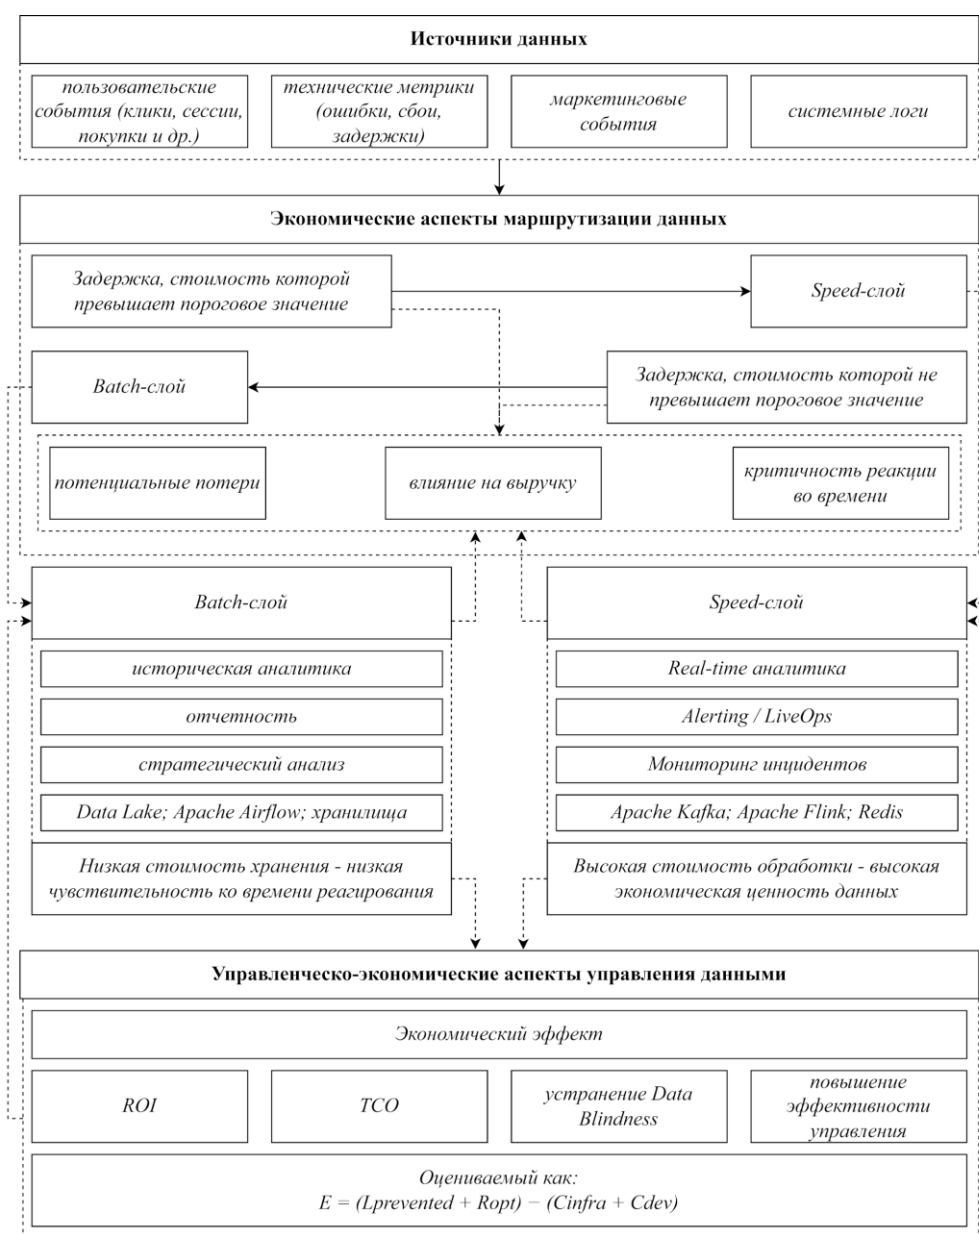 Источники данных
пользовательские
события (клики, сессии,
покупки и др.)
технические метрики
(ошибки, сбои,
задержки)
маркетинговые
события
системные логи
Экономические аспекты маршрутизации данных
Задержка, стоимость которой
превышает пороговое значение
Speed-слой
Batch-слой
Задержка, стоимость которой не
превышает пороговое значение
потенциальные потери
влияние на выручку
критичность реакции
во времени
Batch-слой
историческая аналитика
отчетность
стратегический анализ
Data Lake; Apache Airflow; хранилища
Низкая стоимость хранения - низкая
чувствительность ко времени реагирования
Speed-слой
Real-time аналитика
Alerting / LiveOps
Мониторинг инцидентов
Apache Kafka; Apache Flink; Redis
Высокая стоимость обработки - высокая
экономическая ценность данных
Управленческо-экономические аспекты управления данными
Экономический эффект
ROI
TCO
устранение Data
Blindness
повышение
эффективности
управления
Оцениваемый как:
E = (Lprevented + Ropt) − (Cinfra + Cdev)